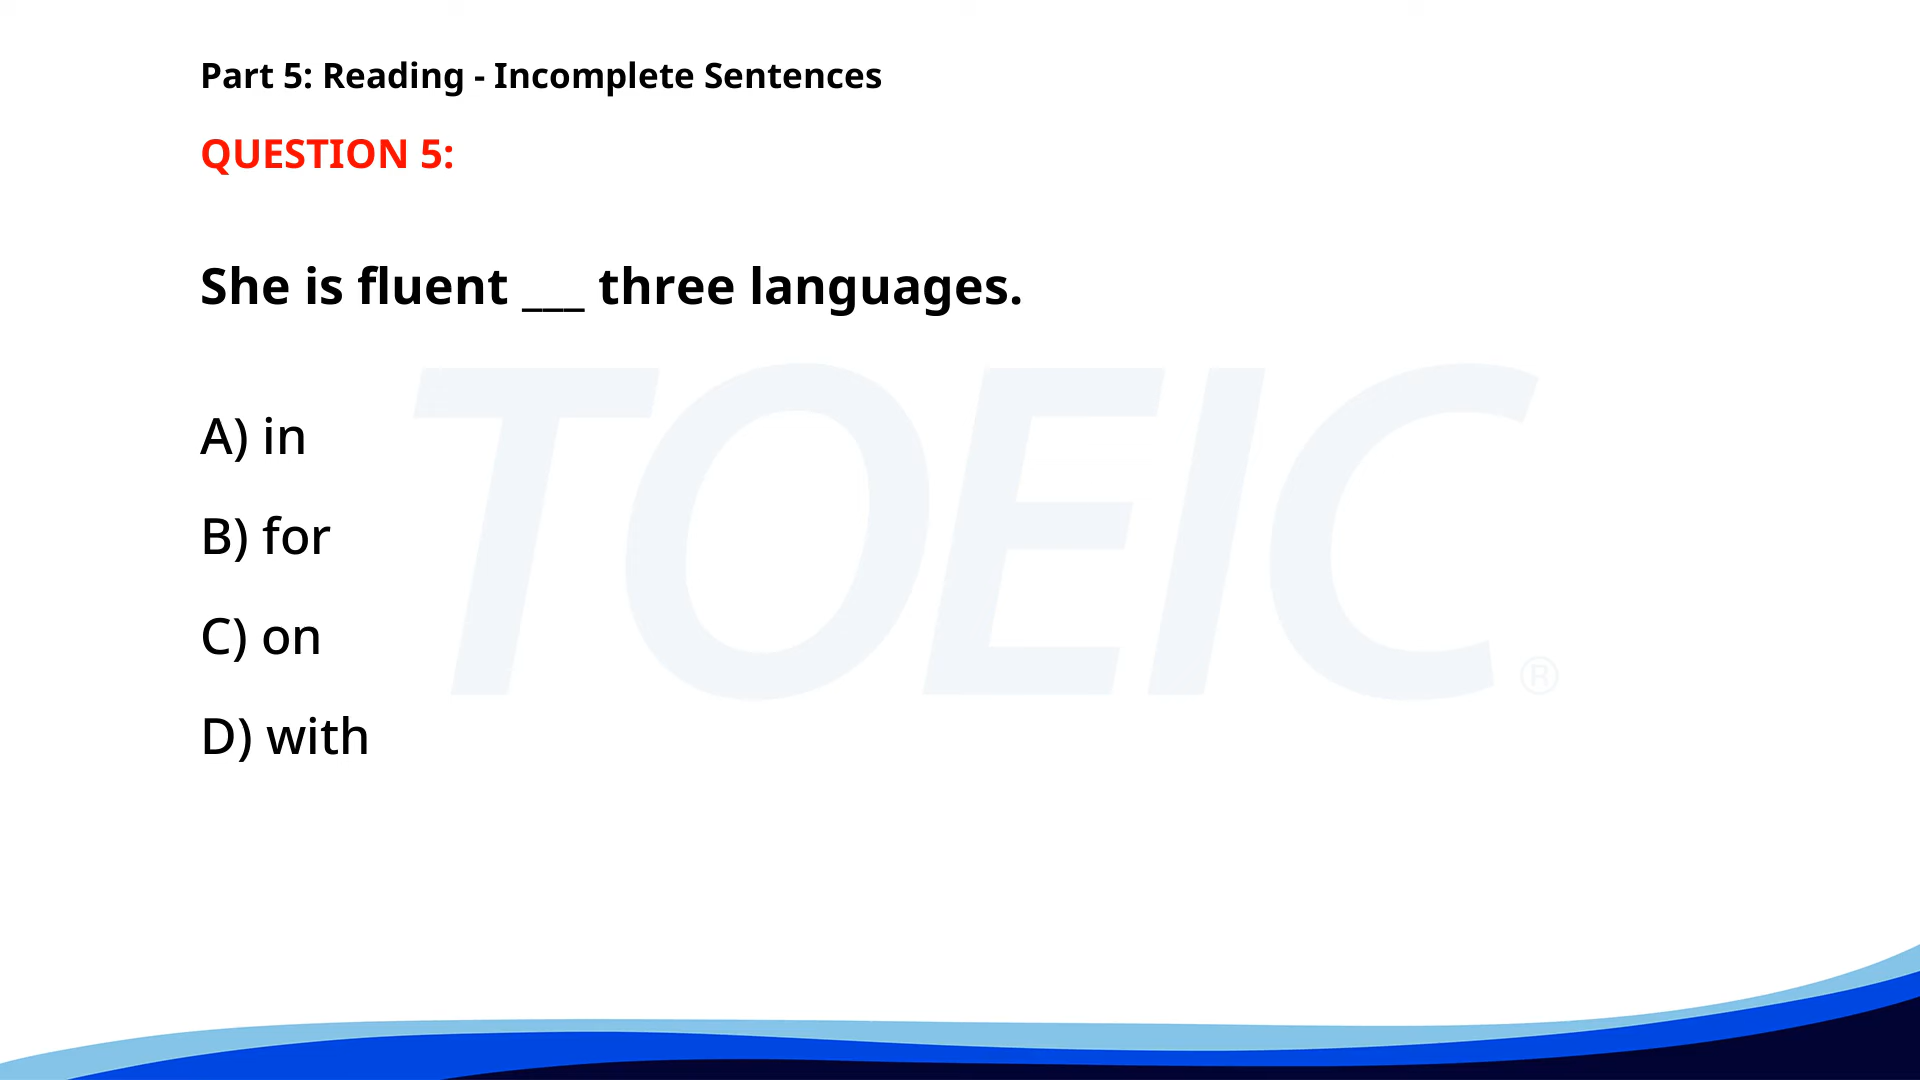 Part 5: Reading - Incomplete Sentences
QUESTION 5:
She is fluent ___ three languages.
TOEIC®
A) in
B) for
C) on
D) with